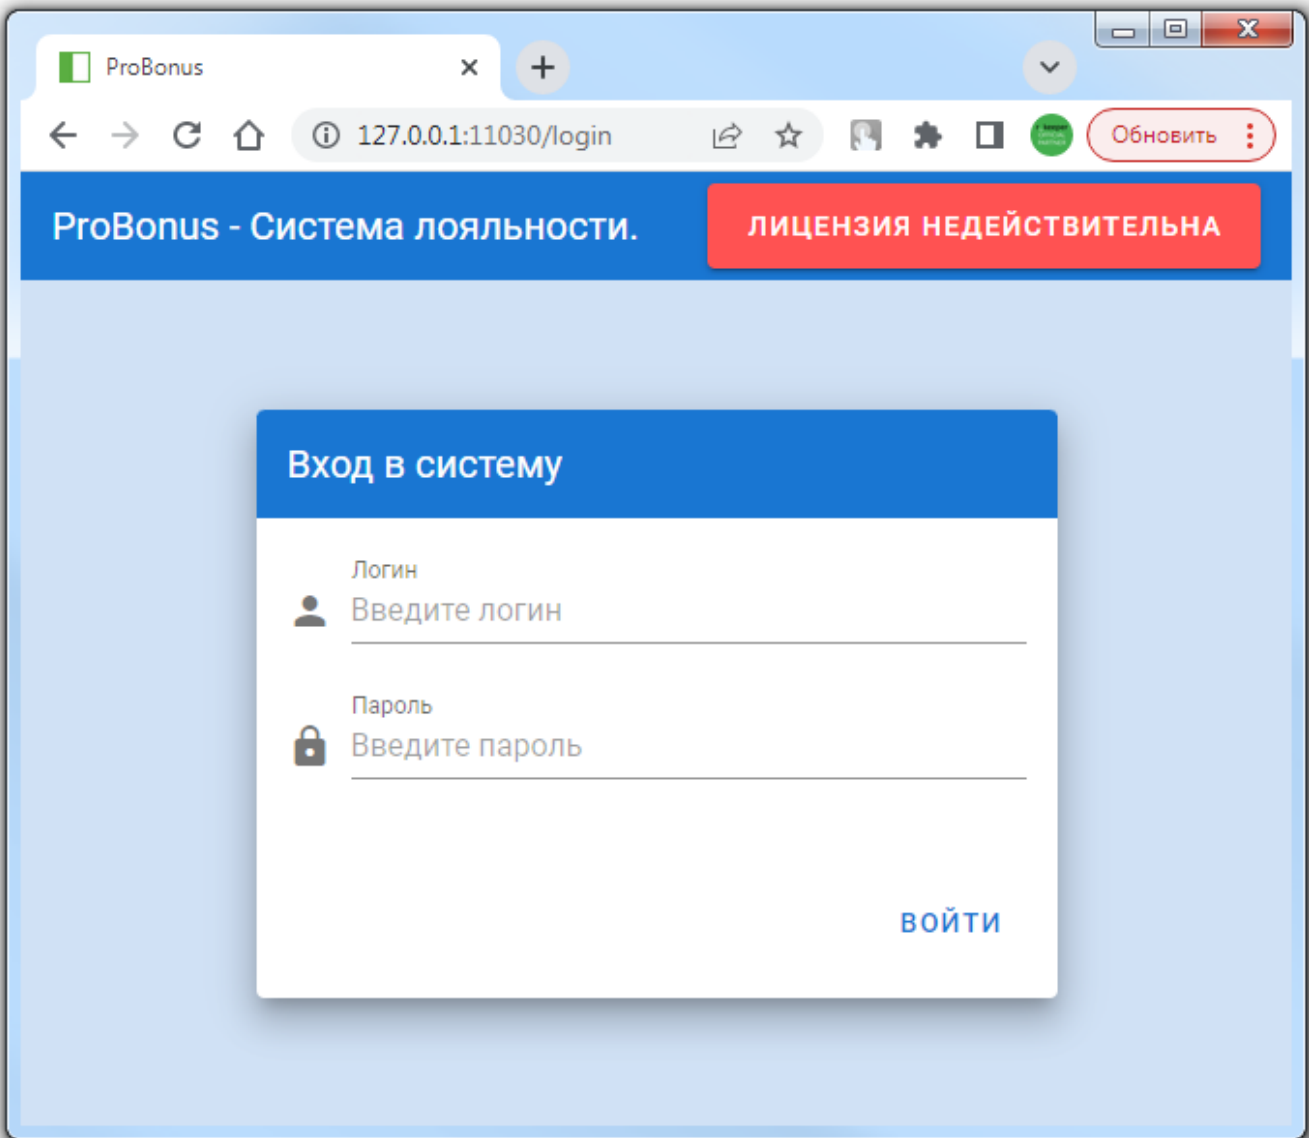 ProBonus
127.0.0.1:11030/login
Обновить
ProBonus - Система лояльности.
ЛИЦЕНЗИЯ НЕДЕЙСТВИТЕЛЬНА
Вход в систему
Логин
Введите логин
Пароль
Введите пароль
ВОЙТИ